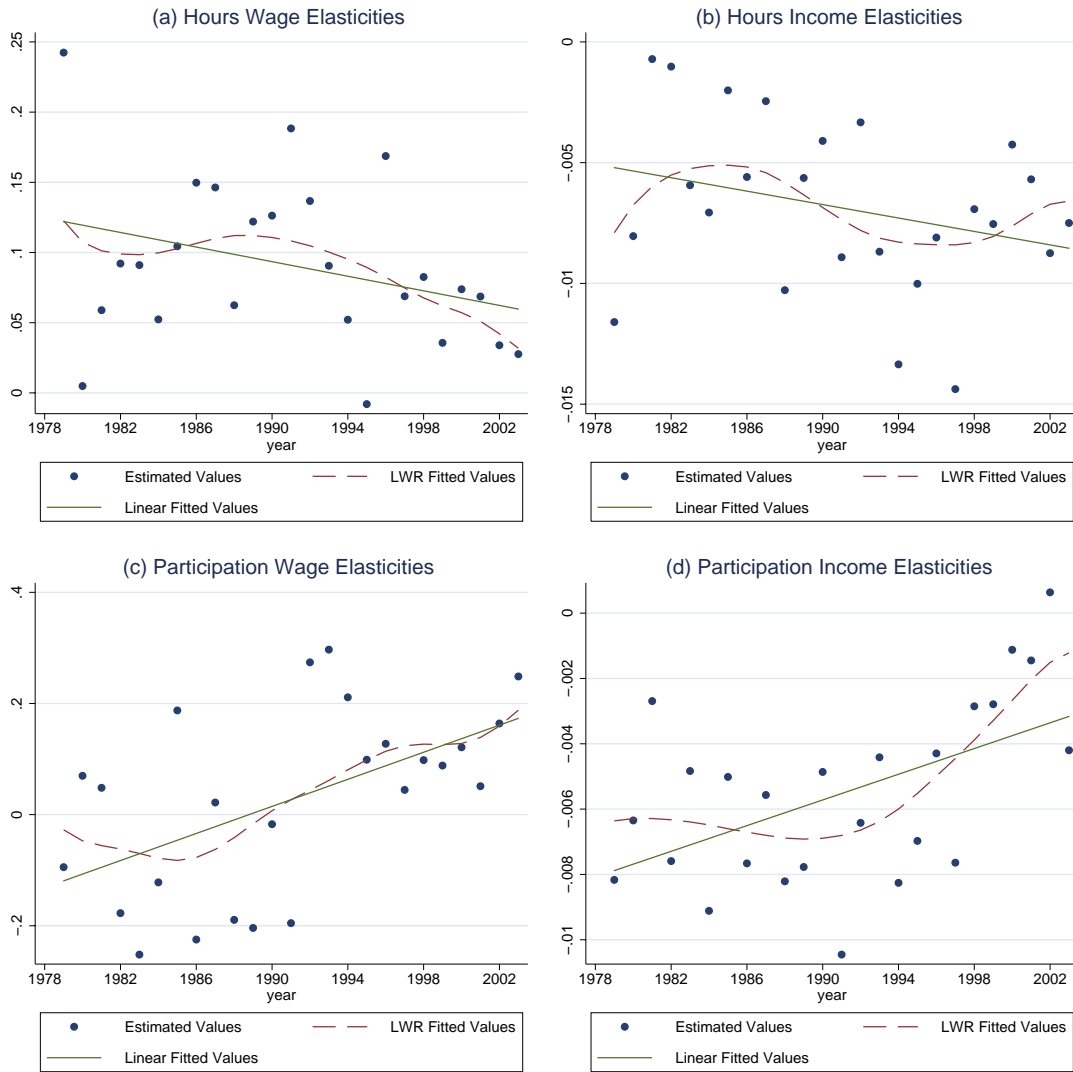 (a) Hours Wage Elasticities
.25
.2
.15
.1
.05
0
1978 1982 1986 1990 1994 1998 2002
year
Estimated Values LWR Fitted Values
Linear Fitted Values
(b) Hours Income Elasticities
0
-.005
-.01
-.015
1978 1982 1986 1990 1994 1998 2002
year
Estimated Values LWR Fitted Values
Linear Fitted Values
(c) Participation Wage Elasticities
.4
.2
0
-.2
1978 1982 1986 1990 1994 1998 2002
year
Estimated Values LWR Fitted Values
Linear Fitted Values
(d) Participation Income Elasticities
0
-.002
-.004
-.006
-.008
-.01
1978 1982 1986 1990 1994 1998 2002
year
Estimated Values LWR Fitted Values
Linear Fitted Values